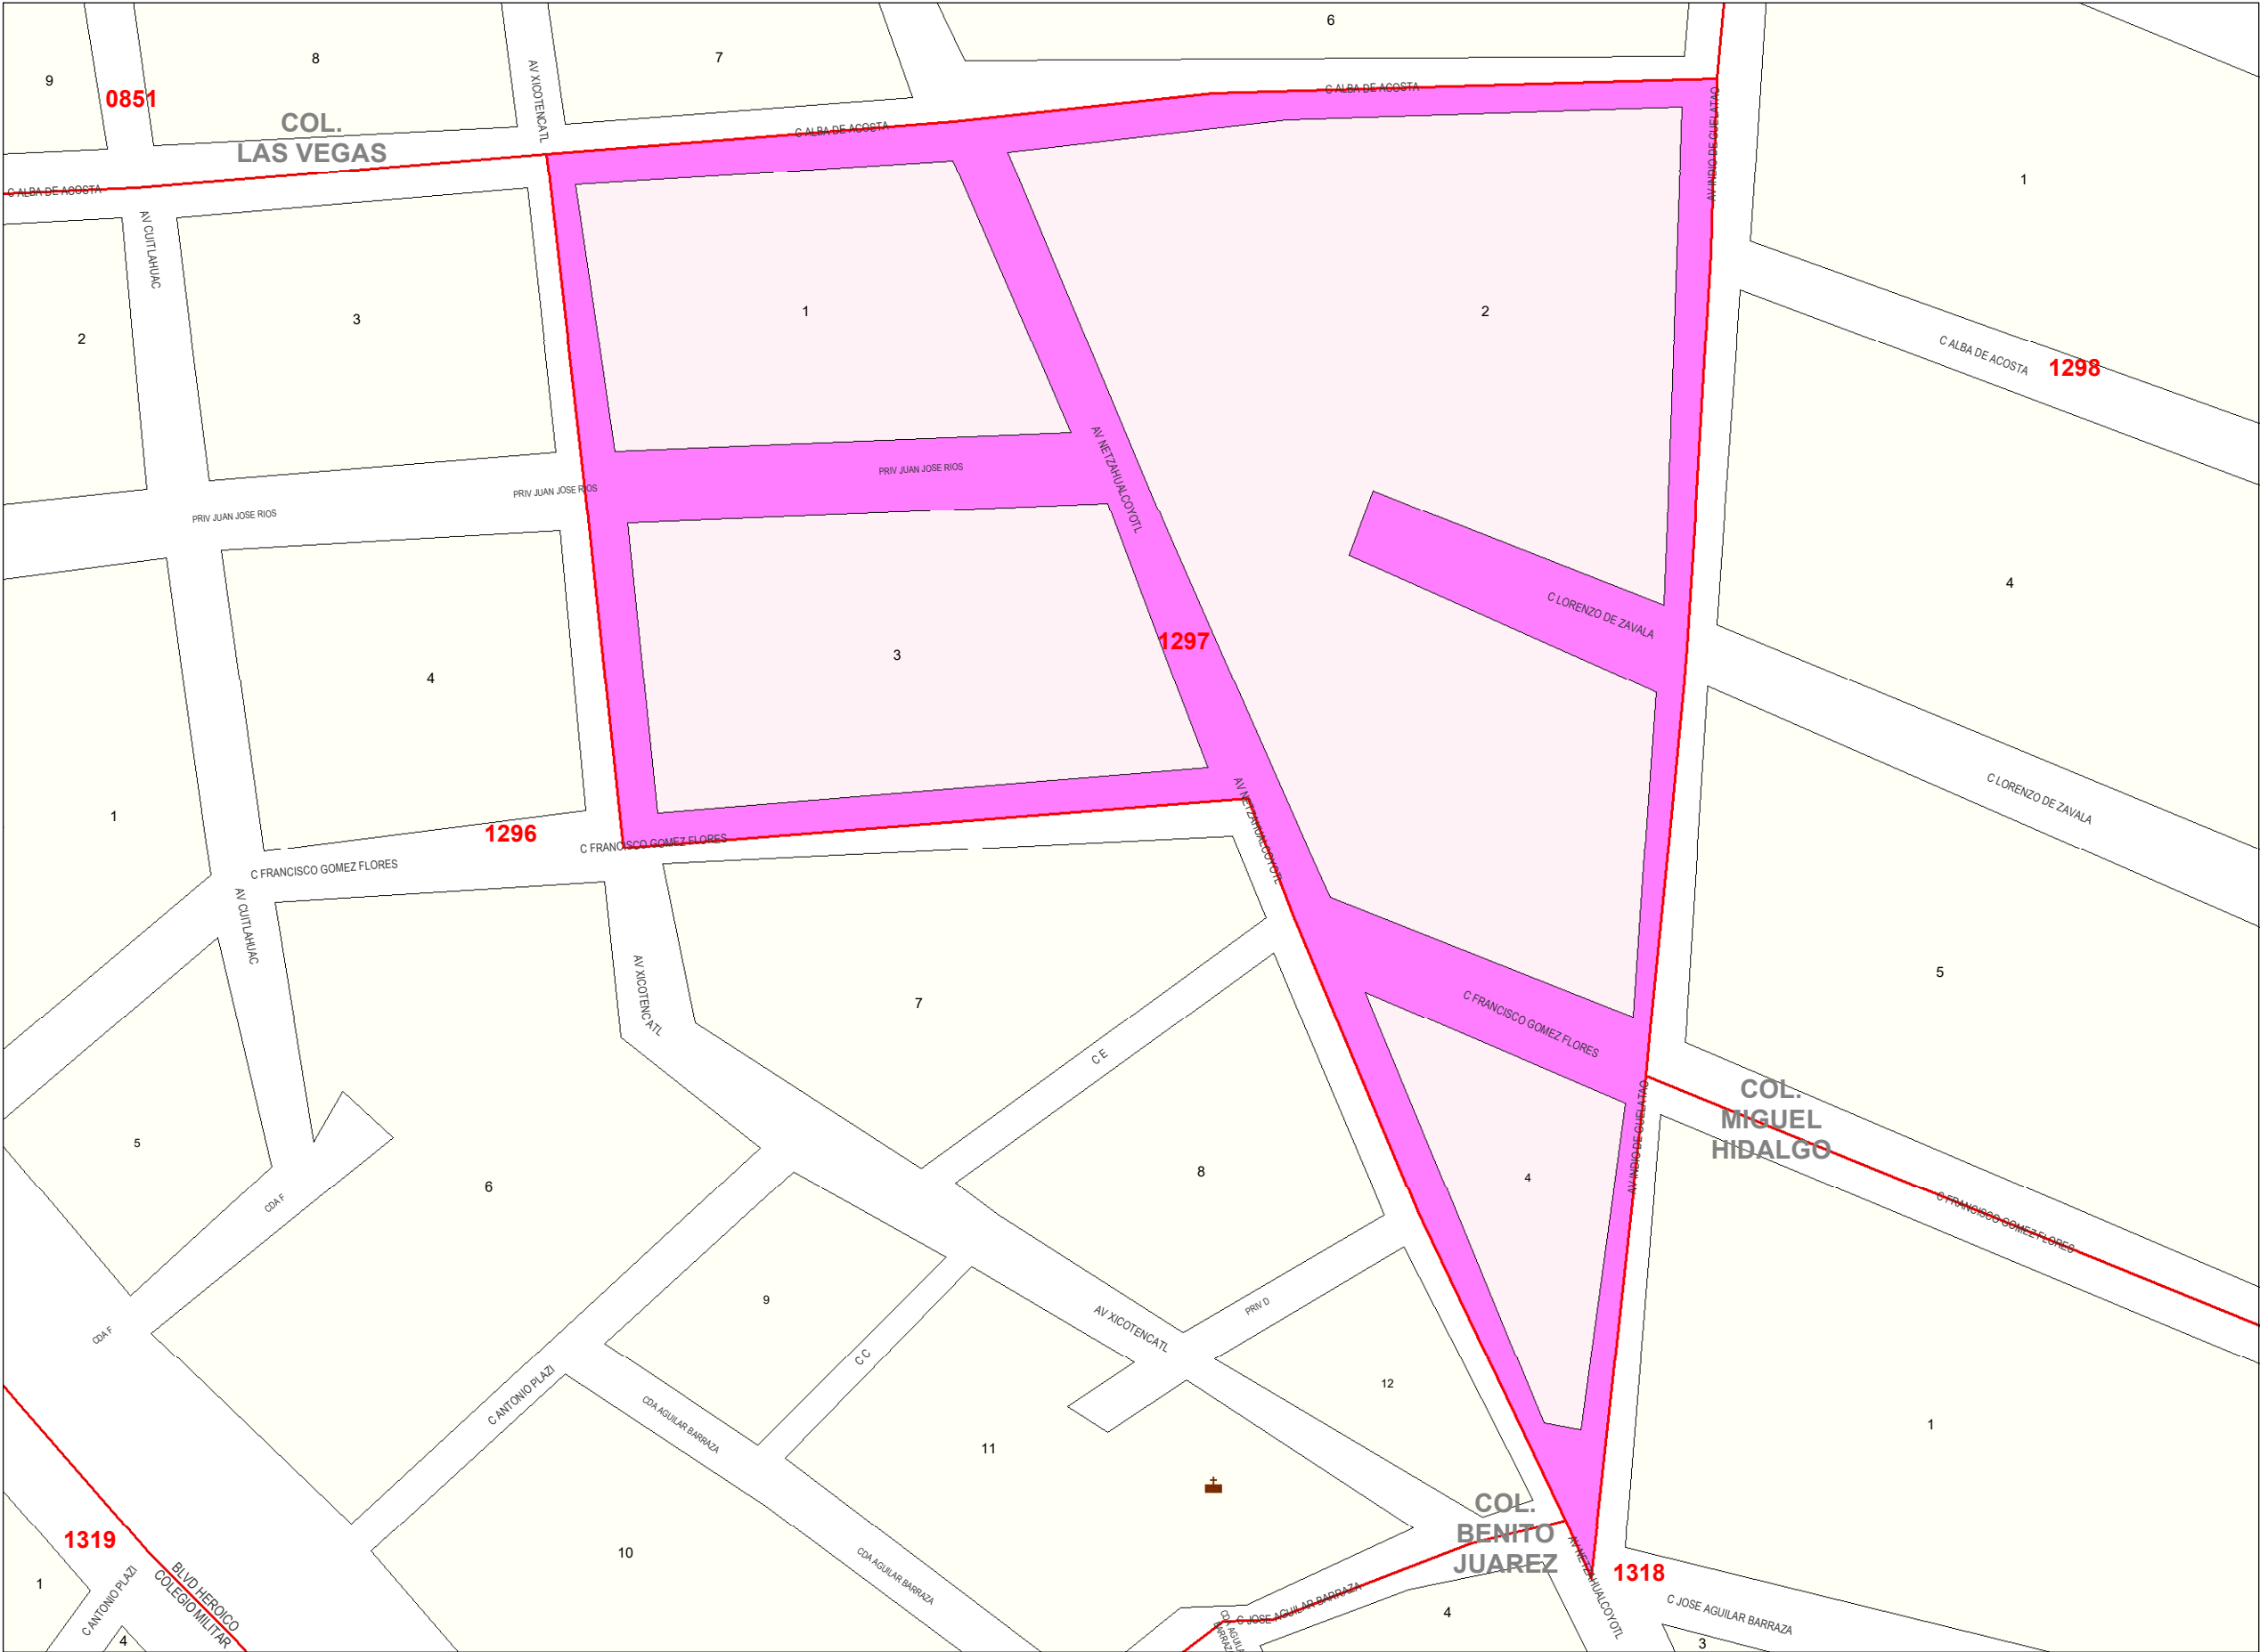 6
8
7
9
0851
AV XICOTENCATL
C ALBA DE ACOSTA
AV INDIO DE GUELATAO
COL.
LAS VEGAS
C ALBA DE ACOSTA
1
C ALBA DE ACOSTA
AV CUITLAHUAC
1
2
3
2
C ALBA DE ACOSTA
1298
AV NETZAHUALCOYOTL
PRIV JUAN JOSE RIOS
PRIV JUAN JOSE RIOS
PRIV JUAN JOSE RIOS
4
C LORENZO DE ZAVALA
1297
3
4
C LORENZO DE ZAVALA
1
1296
C FRANCISCO GOMEZ FLORES
C FRANCISCO GOMEZ FLORES
AV NETZAHUALCOYOTL
AV CUITLAHUAC
AV XICOTENCATL
7
5
C FRANCISCO GOMEZ FLORES
C E
COL.
MIGUEL
HIDALGO
AV INDIO DE GUELATAO
5
6
8
4
CDA F
C FRANCISCO GOMEZ FLORES
9
PRIV D
AV XICOTENCATL
CDA F
C C
12
C ANTONIO PLAZI
CDA AGUILAR BARRAZA
11
1
COL.
BENITO
JUAREZ
1319
10
CDA AGUILAR BARRAZA
AV NETZAHUALCOYOTL
1318
1
C ANTONIO PLAZI
BLVD HEROICO
COLEGIO MILITAR
C JOSE AGUILAR BARRAZA
CDA AGUILAR
BARRAZA
4
C JOSE AGUILAR BARRAZA
4
3